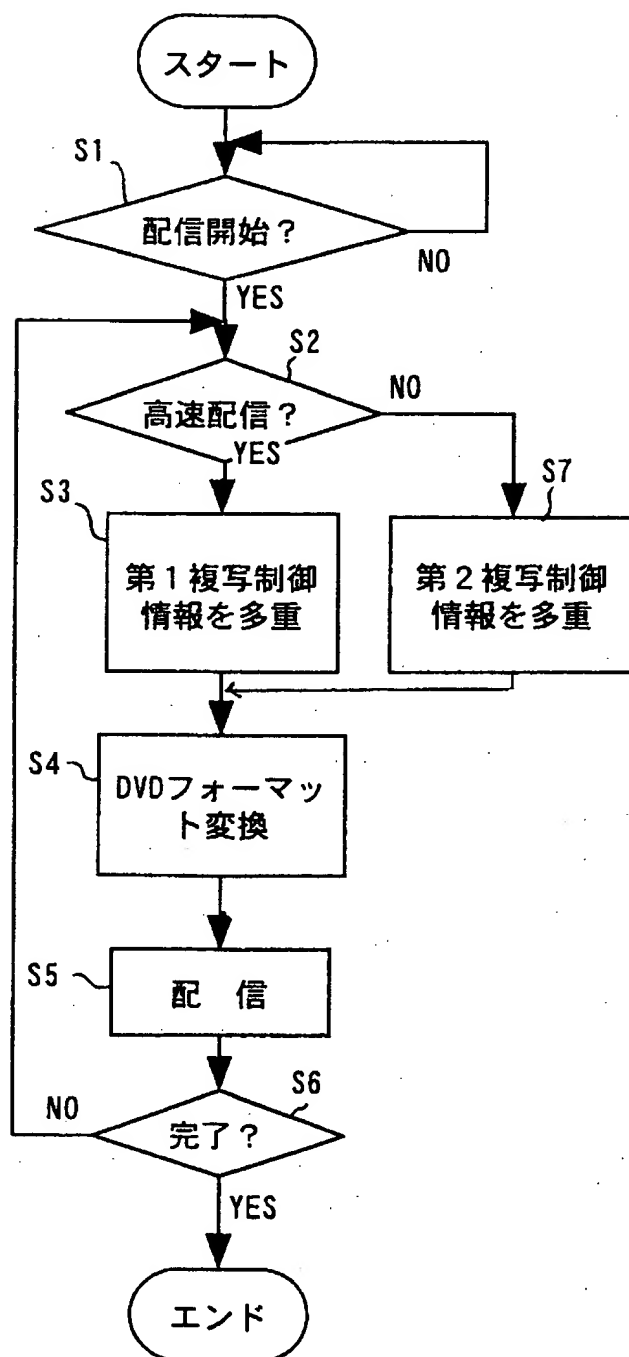 スタート
S1
配信開始？
NO
YES
S2
高速配信？
NO
YES
S3
第１複写制御
情報を多重
S7
第２複写制御
情報を多重
S4
DVDフォーマッ
ト変換
S5
配　信
S6
完了？
NO
YES
エンド